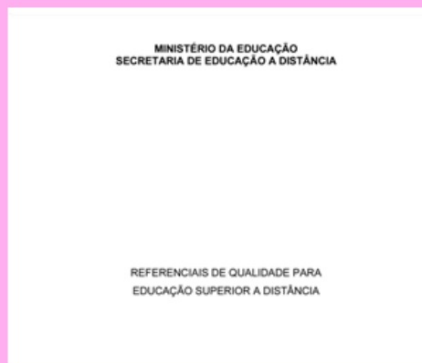 MINISTÉRIO DA EDUCAÇÃO
SECRETARIA DE EDUCAÇÃO A DISTÂNCIA
REFERENCIAIS DE QUALIDADE PARA
EDUCAÇÃO SUPERIOR A DISTÂNCIA